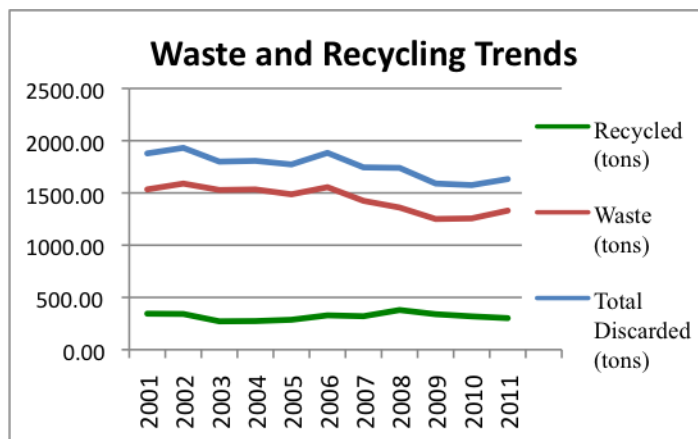 Waste and Recycling Trends
2500.00
2000.00
1500.00
1000.00
500.00
0.00
2001
2002
2003
2004
2005
2006
2007
2008
2009
2010
2011
Recycled
(tons)
Waste
(tons)
Total
Discarded
(tons)